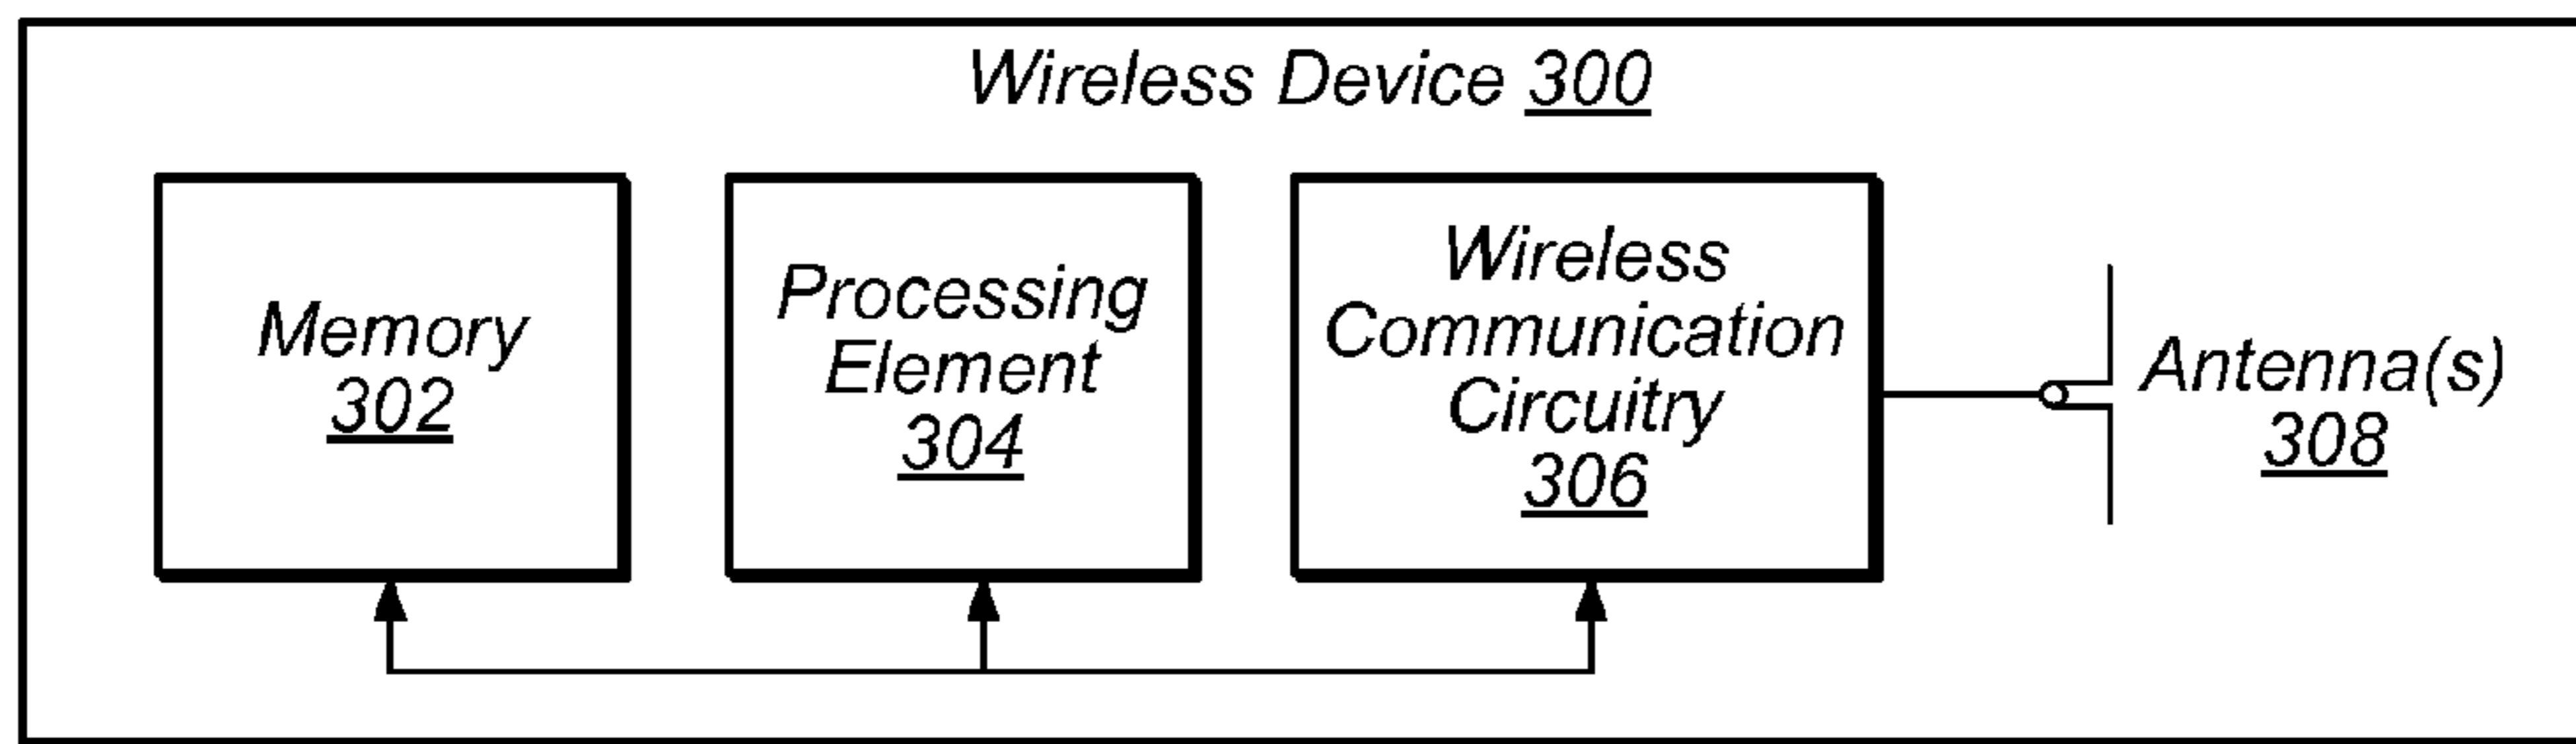 Wireless Device 300
Memory
302
Processing
Element
304
Wireless
Communication
Circuitry
306
Antenna(s)
308